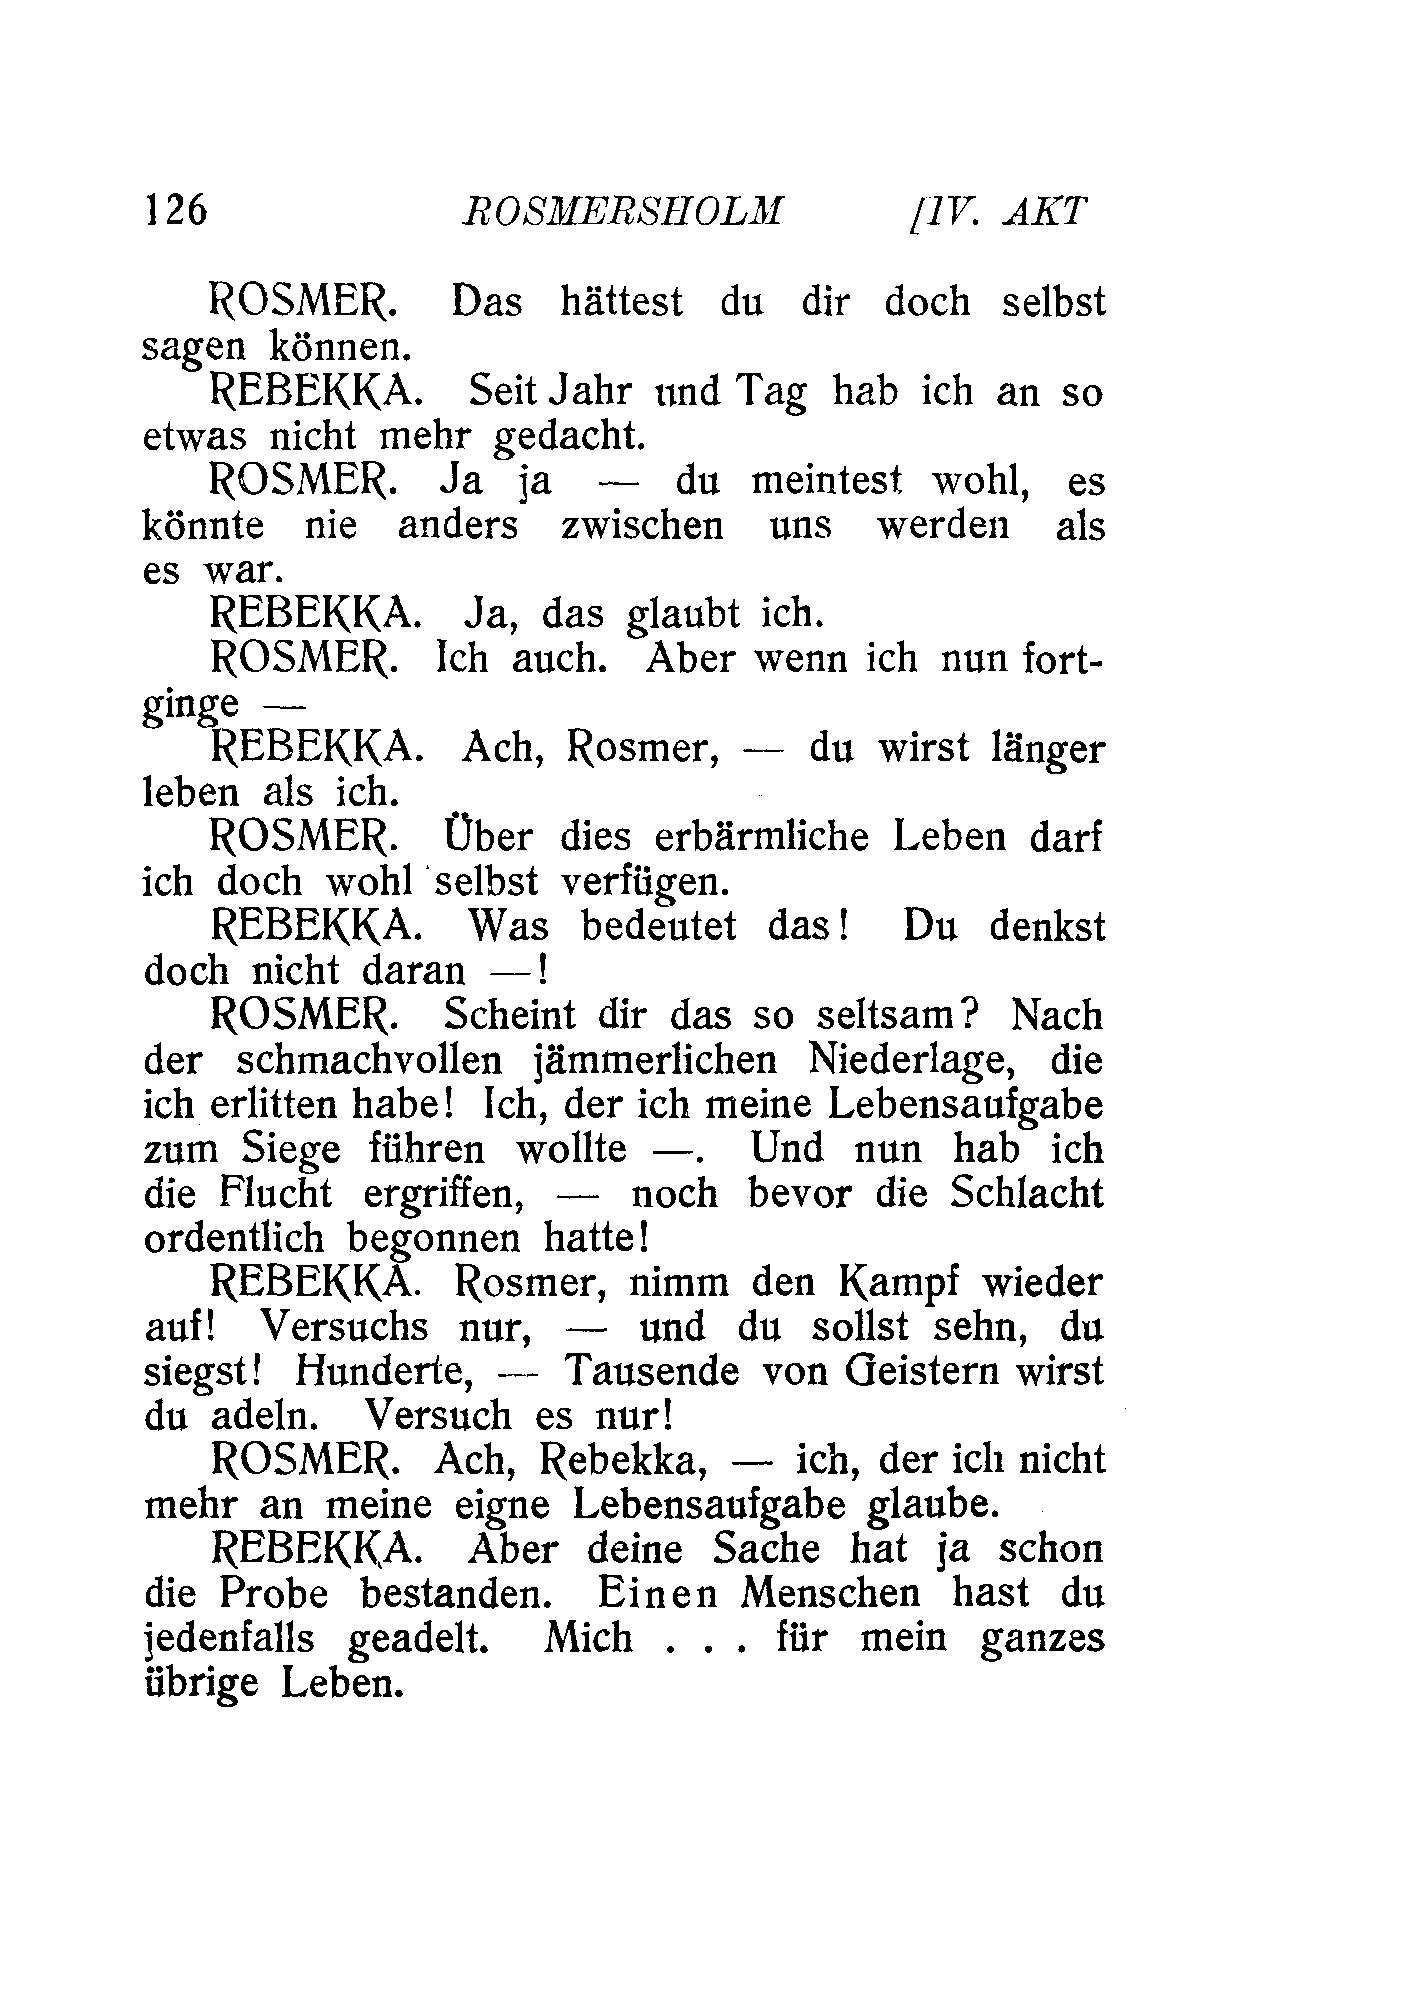 126 ROSMERSHOLM [IV. AKT
ROSMER. Das hättest du dir doch selbst
sagen können.
REBEKKA. Seit Jahr und Tag hab ich an so
etwas nicht mehr gedacht.
ROSMER. Ja ja — du meintest wohl, es
könnte nie anders zwischen uns werden als
es war.
REBEKKA. Ja, das glaubt ich.
ROSMER. Ich auch. Aber wenn ich nun fort-
ginge —
REBEKKA. Ach, Rosmer, — du wirst länger
leben als ich.
ROSMER. Über dies erbärmliche Leben darf
ich doch wohl selbst verfügen.
REBEKKA. Was bedeutet das! Du denkst
doch nicht daran —!
ROSMER. Scheint dir das so seltsam? Nach
der schmachvollen jämmerlichen Niederlage, die
ich erlitten habe! Ich, der ich meine Lebensaufgabe
zum Siege führen wollte —. Und nun hab ich
die Flucht ergriffen, — noch bevor die Schlacht
ordentlich begonnen hatte!
REBEKKA. Rosmer, nimm den Kampf wieder
auf! Versuchs nur, — und du sollst sehn, du
siegst! Hunderte, — Tausende von Geistern wirst
du adeln. Versuch es nur!
ROSMER. Ach, Rebekka, — ich, der ich nicht
mehr an meine eigne Lebensaufgabe glaube.
REBEKKA. Aber deine Sache hat ja schon
die Probe bestanden. Einen Menschen hast du
jedenfalls geadelt. Mich . . . für mein ganzes
übrige Leben.